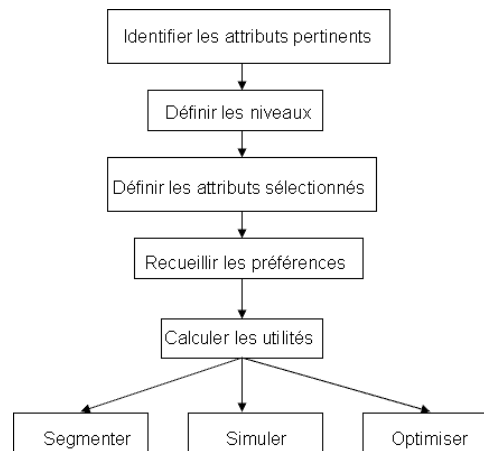 Identifier les attributs pertinents
Définir les niveaux
Définir les attributs sélectionnés
Recueillir les préférences
Calculer les utilités
Segmenter
Simuler
Optimiser